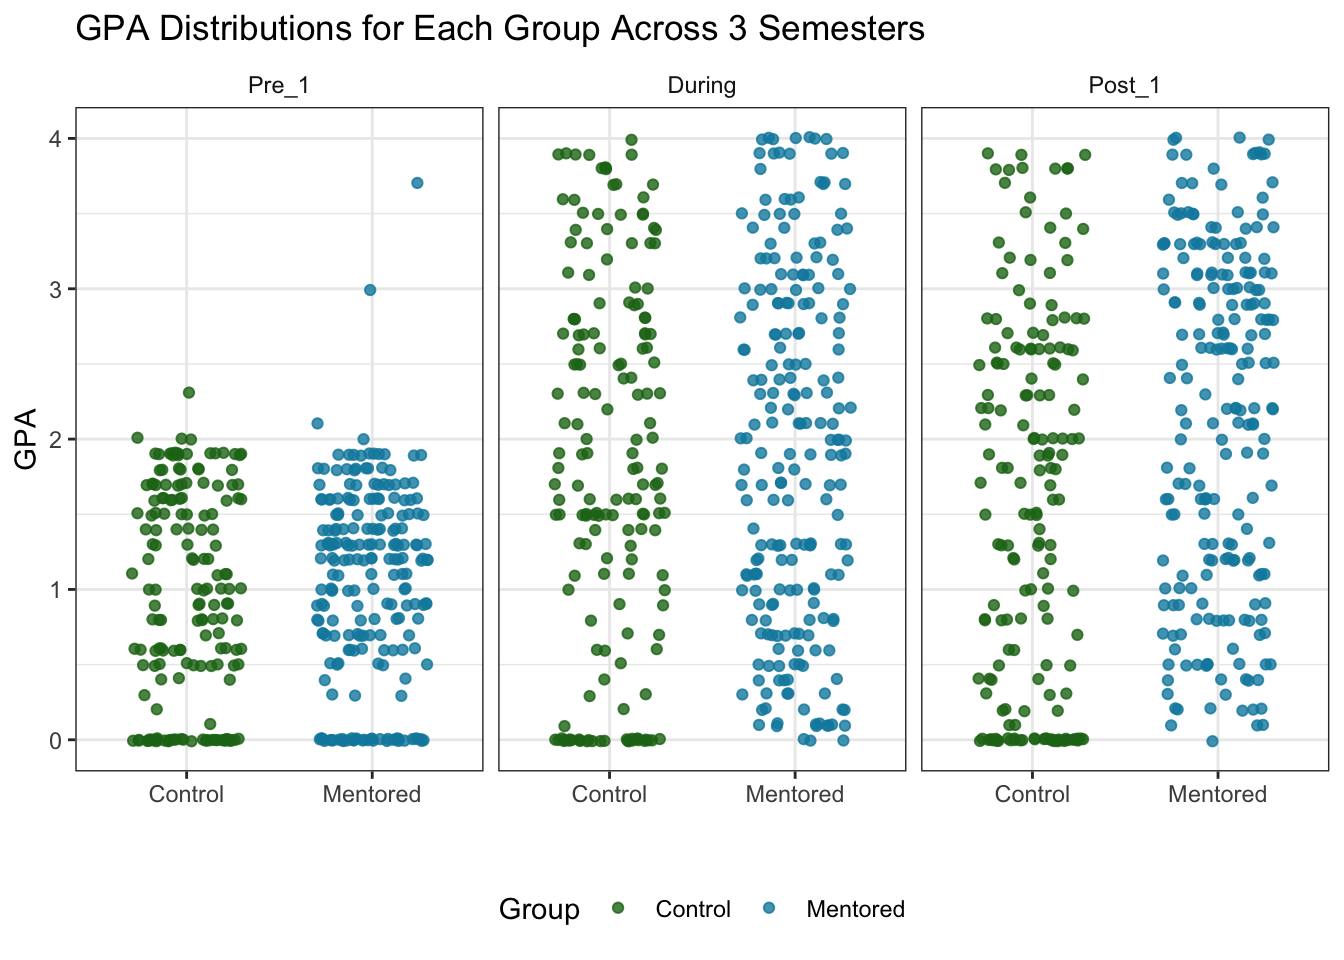 GPA Distributions for Each Group Across 3 Semesters
Pre_1 During Post_1
GPA
4
3
2
1
0
Control Mentored Control Mentored Control Mentored
Group Control Mentored